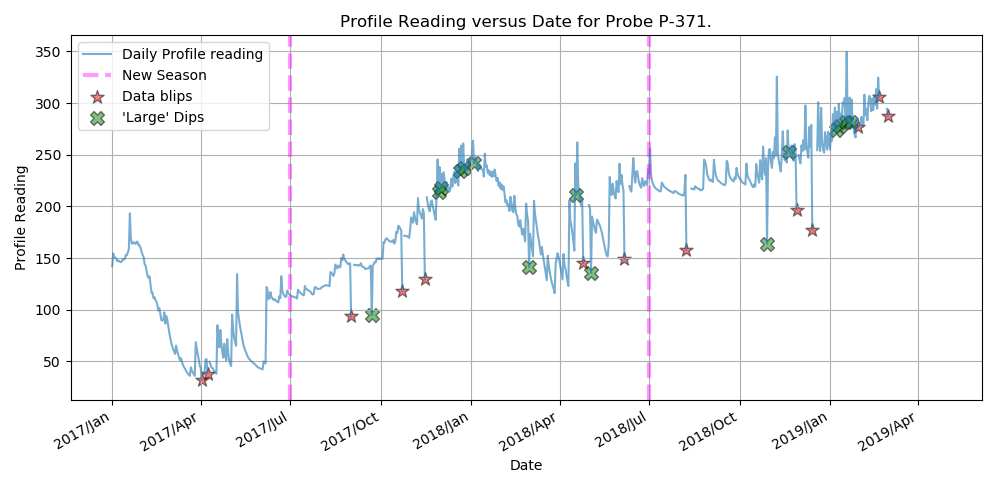 Profile Reading versus Date for Probe P-371.
Daily Profile reading
New Season
Data blips
'Large' Dips
Profile Reading
350
300
250
200
150
100
50
2017/Jan
2017/Apr
2017/Jul
2017/Oct
2018/Jan
2018/Apr
2018/Jul
2018/Oct
2019/Jan
2019/Apr
Date